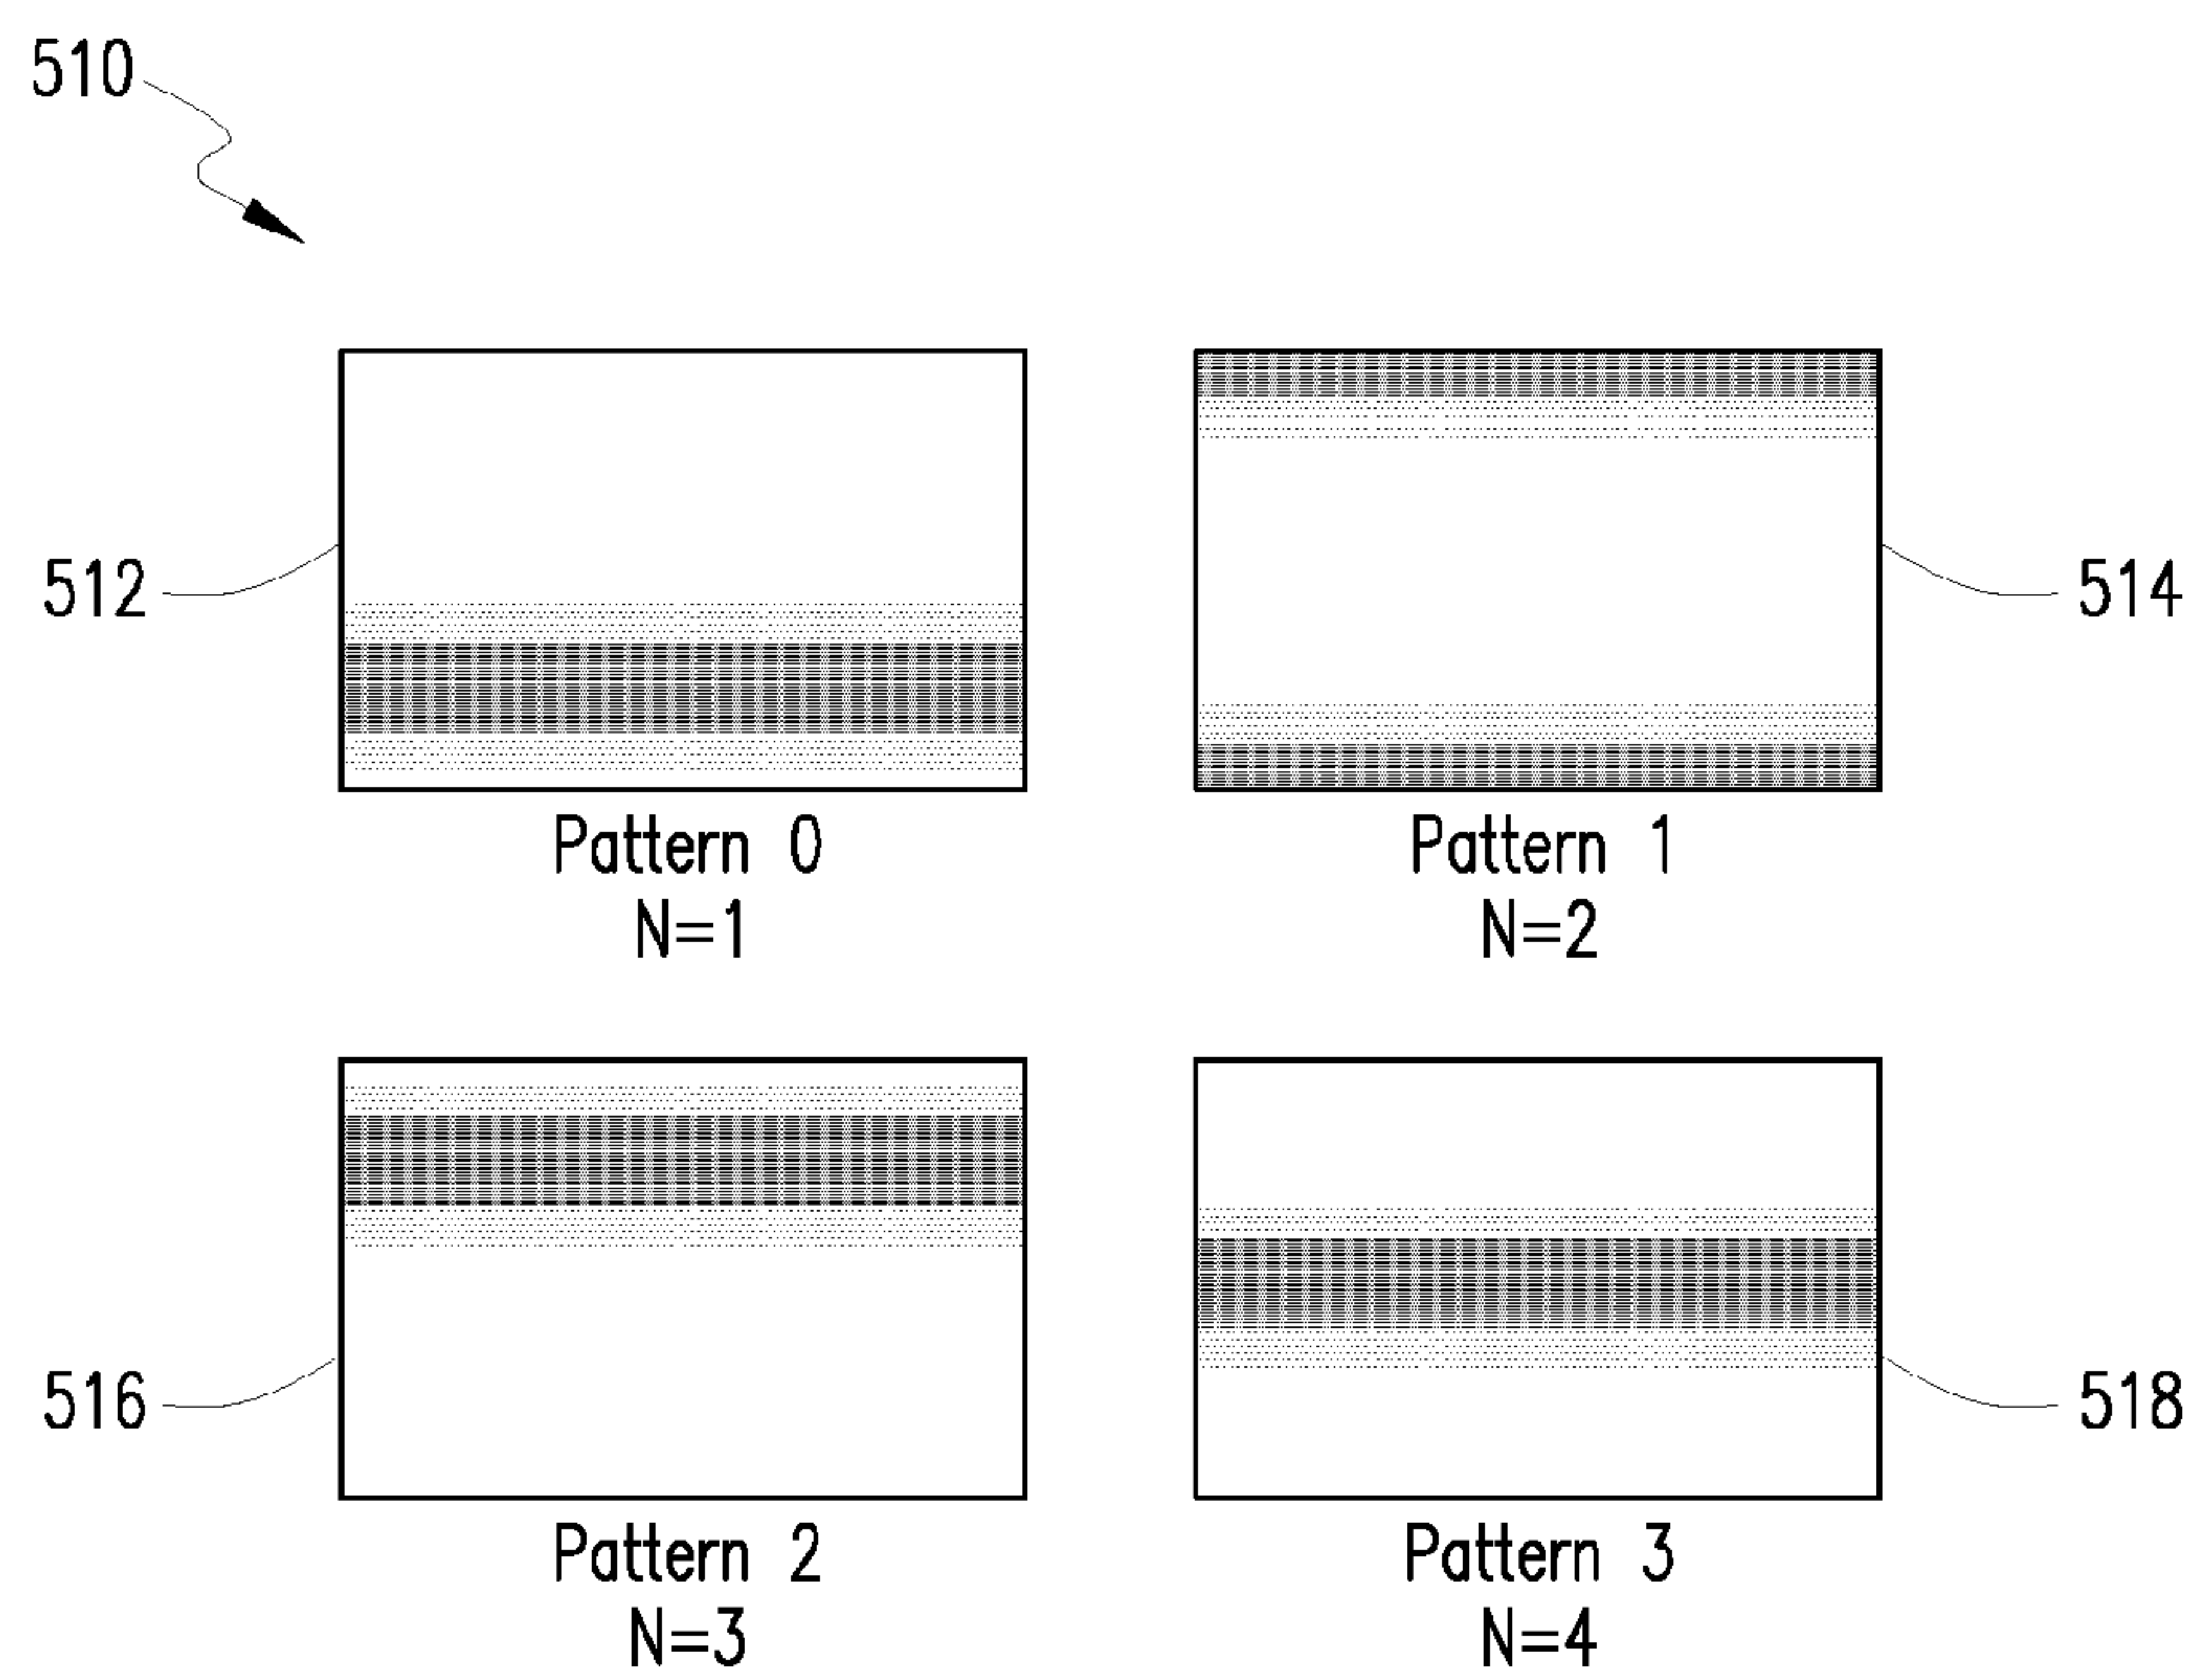 510
512
514
Pattern 0
N=1
Pattern 1
N=2
516
518
Pattern 2
N=3
Pattern 3
N=4